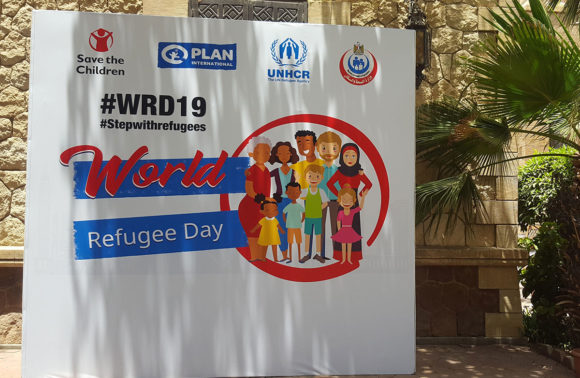 Save the
Children
PLAN
INTERNATIONAL
UNHCR
The UN Refugee Agency
#WRD19
#Stepwithrefugees
World
Refugee Day